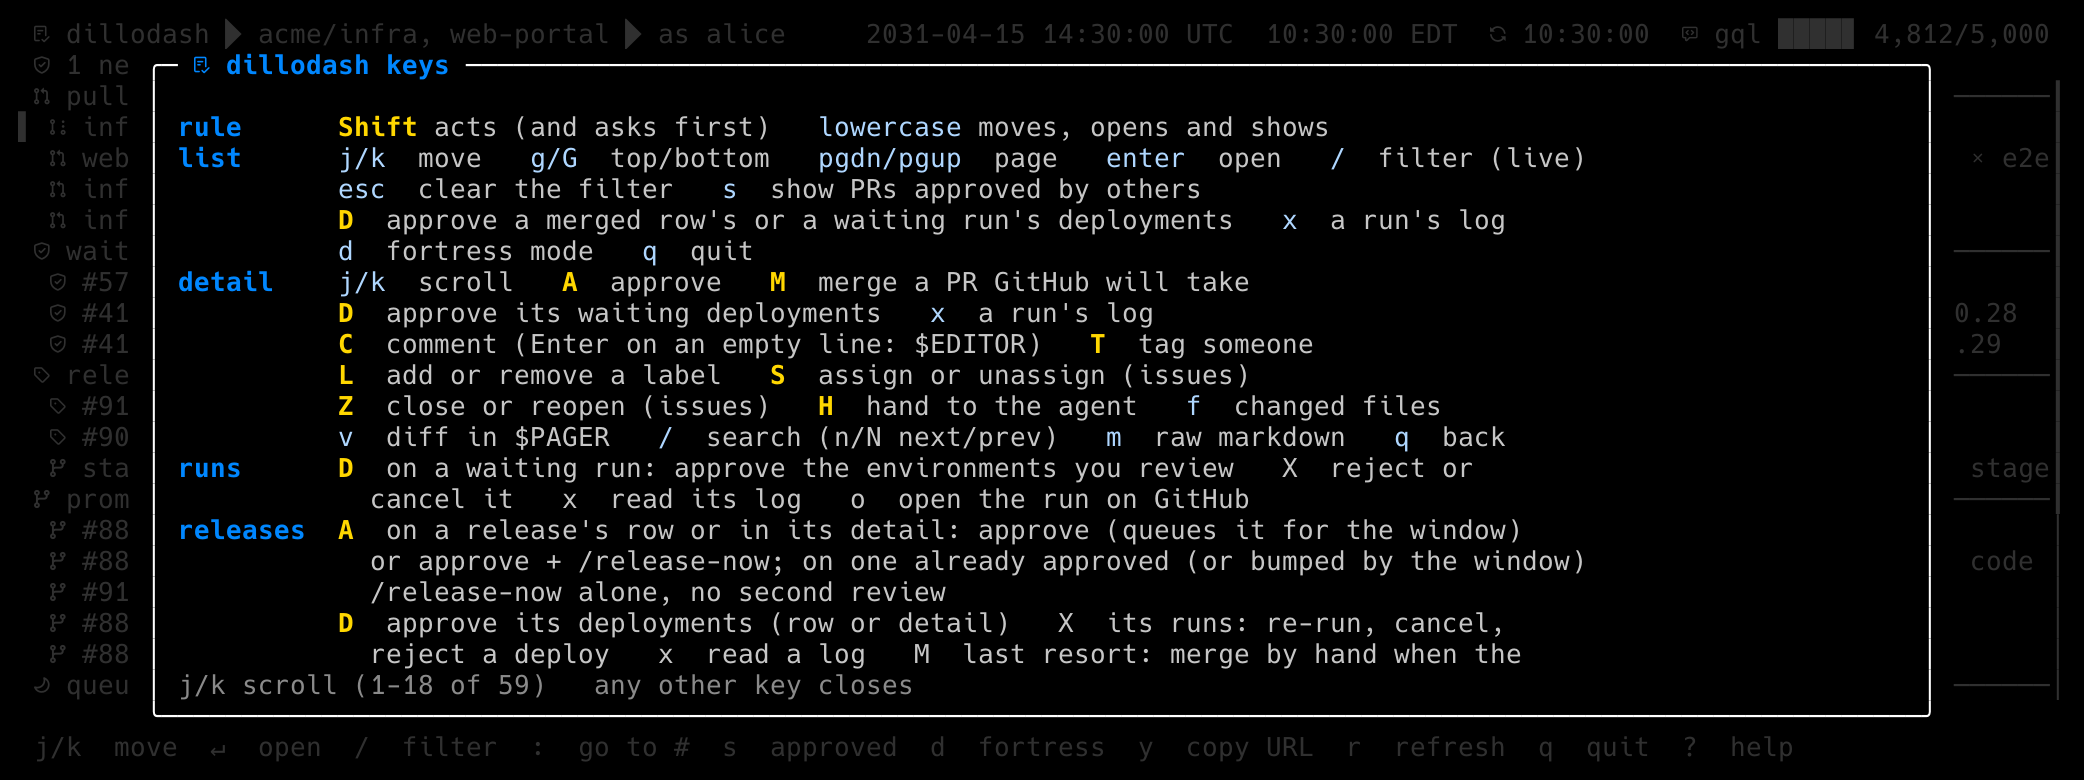 dillodash acme/infra, web-portal as alice 2031-04-15 14:30:00 UTC 10:30:00 EDT 10:30:00 gql 4,812/5,000
1 ne dillodash keys
pull
inf rule Shift acts (and asks first) lowercase moves, opens and shows
web list j/k move g/G top/bottom pgdn/pgup page enter open / filter (live) × e2e
inf esc clear the filter s show PRs approved by others
inf D approve a merged row's or a waiting run's deployments x a run's log
wait d fortress mode q quit
#57 detail j/k scroll A approve M merge a PR GitHub will take
#41 D approve its waiting deployments x a run's log 0.28
#41 C comment (Enter on an empty line: $EDITOR) T tag someone .29
rele L add or remove a label S assign or unassign (issues)
#91 Z close or reopen (issues) H hand to the agent f changed files
#90 v diff in $PAGER / search (n/N next/prev) m raw markdown q back
sta runs D on a waiting run: approve the environments you review X reject or stage
prom cancel it x read its log o open the run on GitHub
#88 releases A on a release's row or in its detail: approve (queues it for the window)
#88 or approve + /release-now; on one already approved (or bumped by the window) code
#91 /release-now alone, no second review
#88 D approve its deployments (row or detail) X its runs: re-run, cancel,
#88 reject a deploy x read a log M last resort: merge by hand when the
queu j/k scroll (1-18 of 59) any other key closes
j/k move ↵ open / filter : go to # s approved d fortress y copy URL r refresh q quit ? help